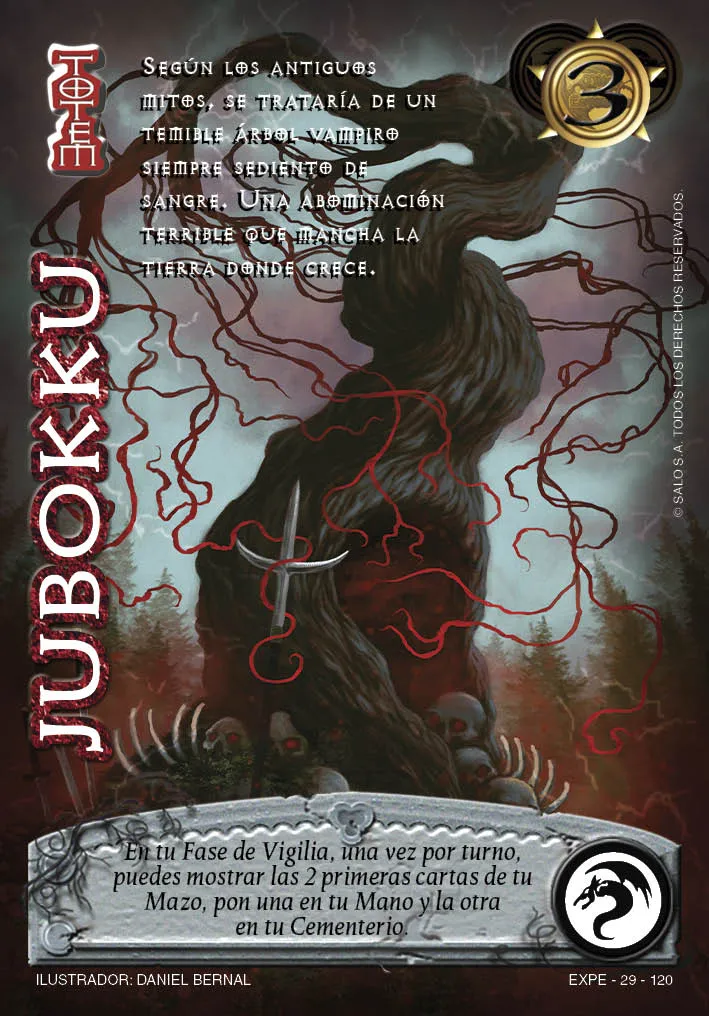 TOTEM
Según los antiguos
mitos, se trataría de un
temible árbol vampiro
siempre sediento de
sangre. Una abominación
terrible que mancha la
tierra donde crece.
3
© SALO S.A. TODOS LOS DERECHOS RESERVADOS.
JUBOKKU
En tu Fase de Vigilia, una vez por turno,
puedes mostrar las 2 primeras cartas de tu
Mazo, pon una en tu Mano y la otra
en tu Cementerio.
ILUSTRADOR: DANIEL BERNAL
EXPE - 29 - 120